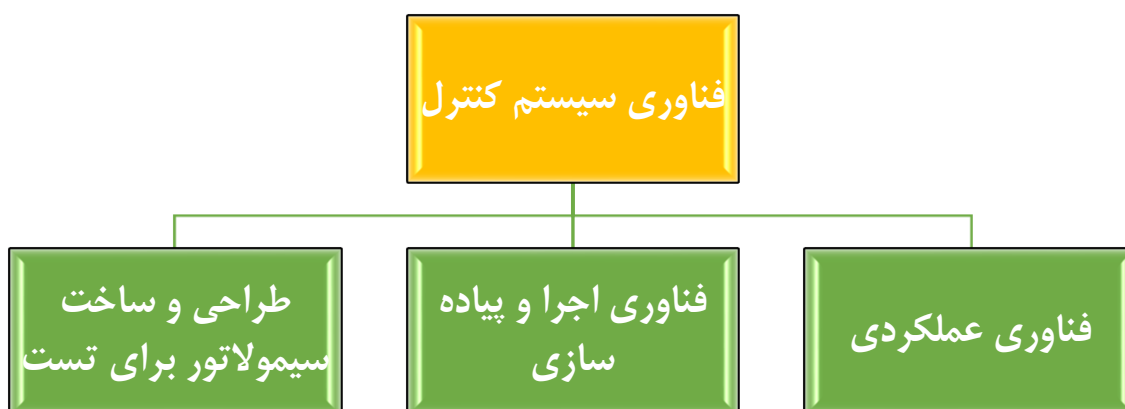 فناوری سیستم کنترل
فناوری عملکردی
فناوری اجرا و پیاده
سازی
طراحی و ساخت
سیمولاتور برای تست